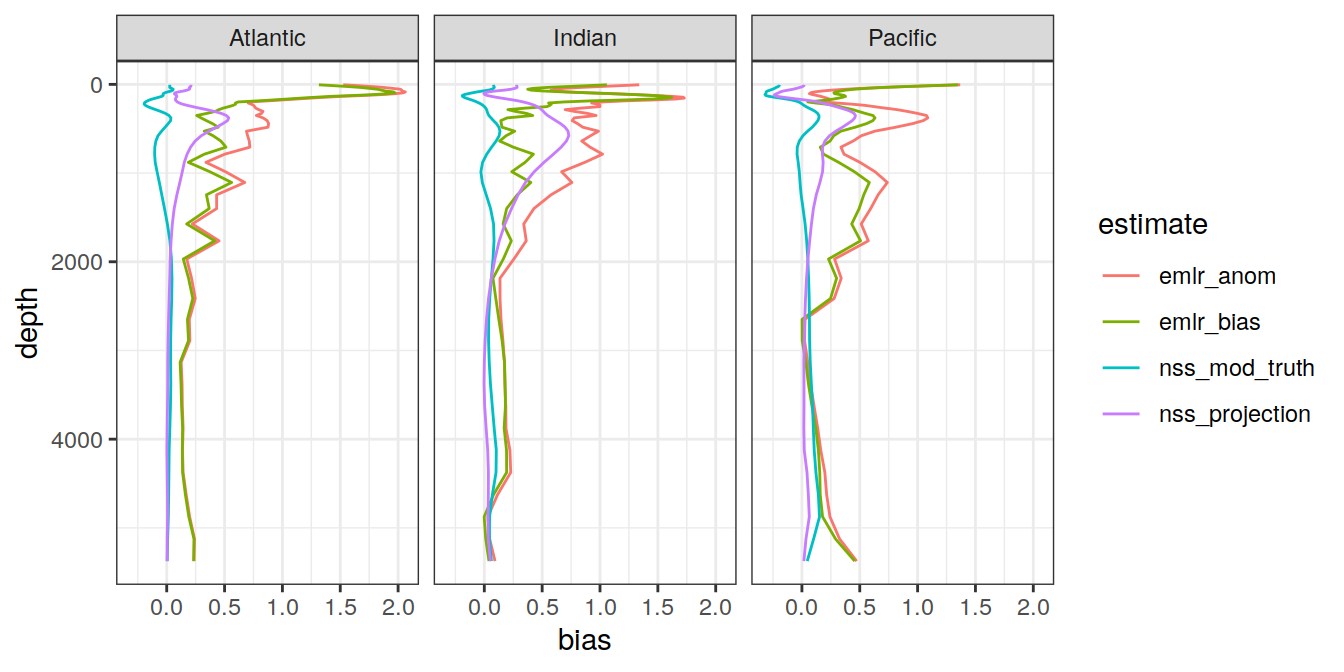 Atlantic
Indian
Pacific
0
2000
4000
depth
0.0 0.5 1.0 1.5 2.0
0.0 0.5 1.0 1.5 2.0
0.0 0.5 1.0 1.5 2.0
bias
estimate
emlr_anom
emlr_bias
nss_mod_truth
nss_projection